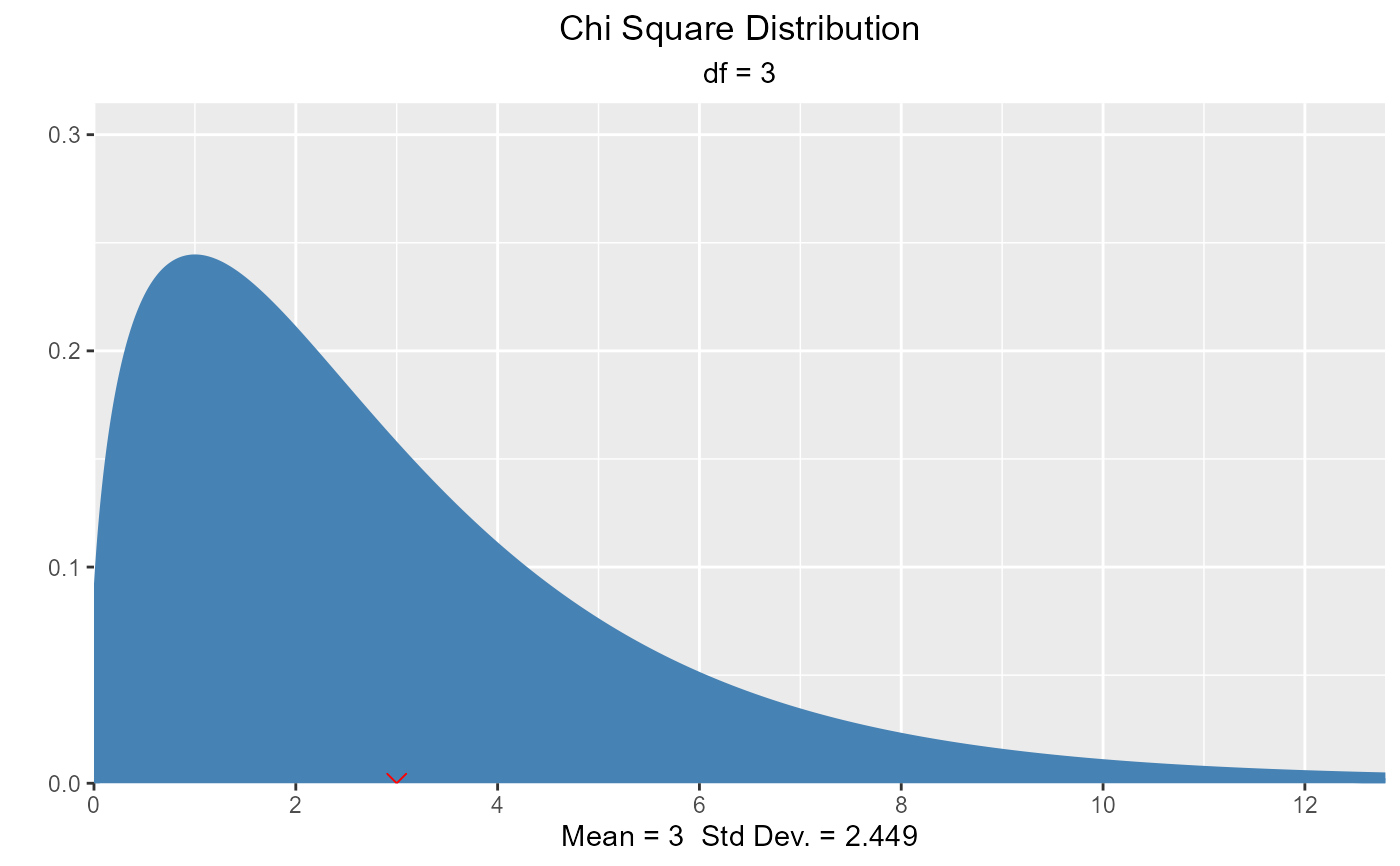 Chi Square Distribution
df = 3
0.3
0.2
0.1
0.0
0 2 4 6 8 10 12
Mean = 3  Std Dev. = 2.449